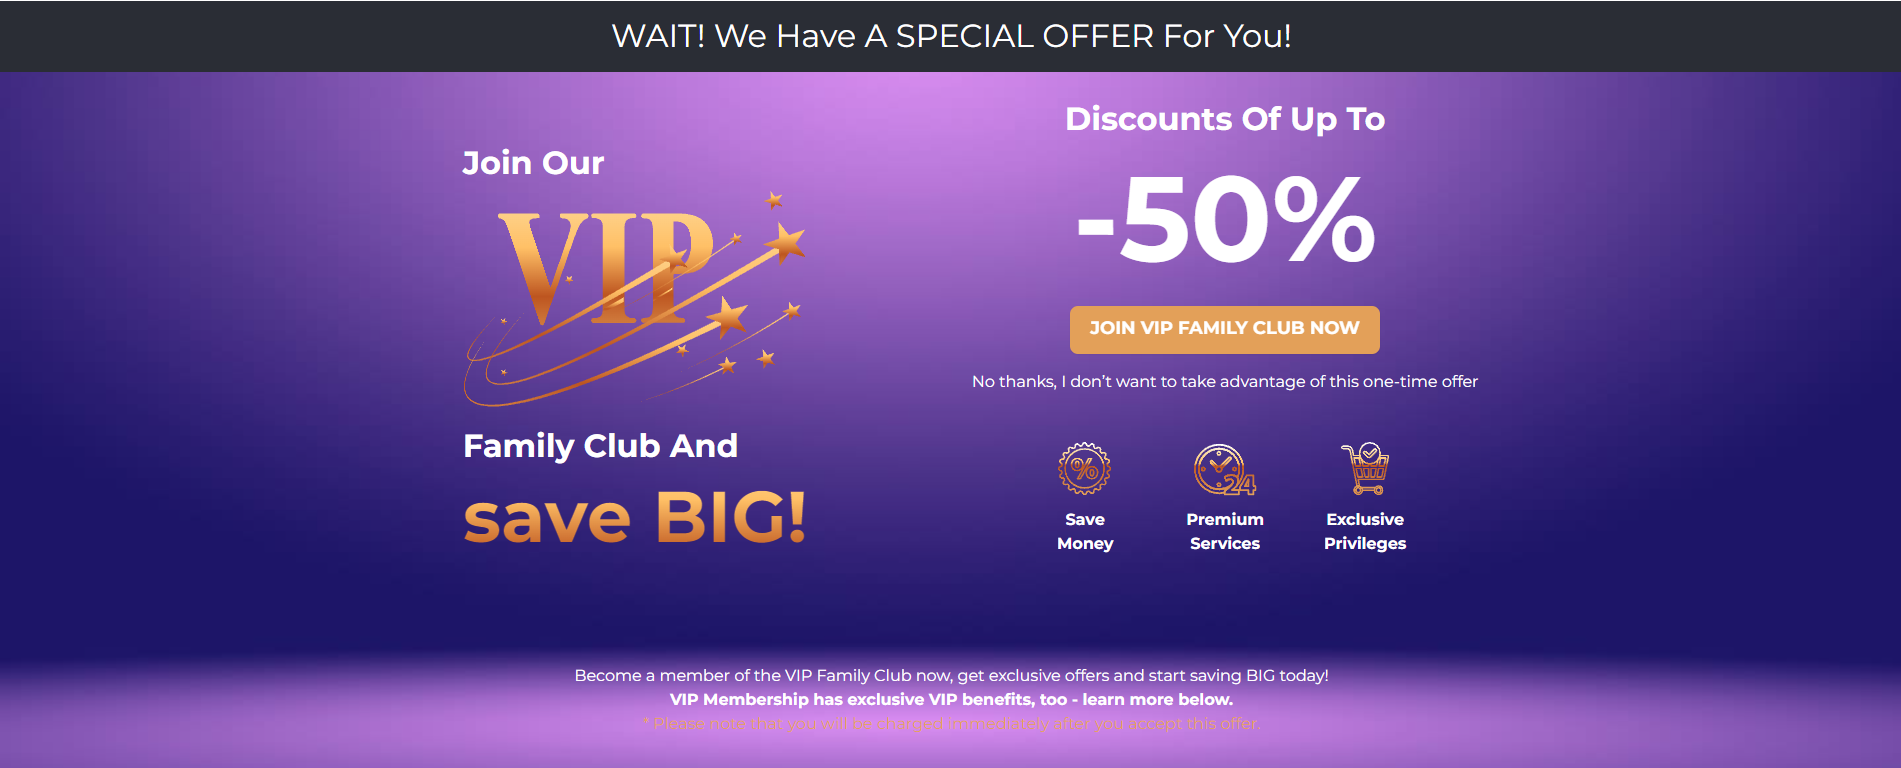 WAIT! We Have A SPECIAL OFFER For You!
Join Our
VIP
Family Club And
save BIG!
Discounts Of Up To
-50%
JOIN VIP FAMILY CLUB NOW
No thanks, I don't want to take advantage of this one-time offer
%
24
Save
Money
Premium
Services
Exclusive
Privileges
Become a member of the VIP Family Club now, get exclusive offers and start saving BIG today!
VIP Membership has exclusive VIP benefits, too - learn more below.
* Please note that you will be charged immediately after you accept this offer.